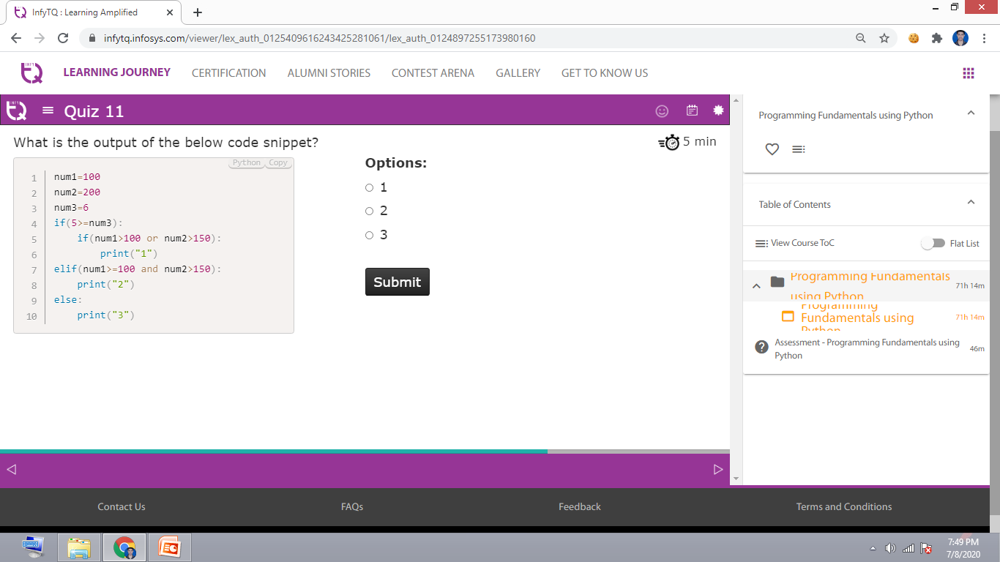 InfyTQ : Learning Amplified
infytq.infosys.com/viewer/lex_auth_0125409616243425281061/lex_auth_0124897255173980160
INFY TQ
LEARNING JOURNEY CERTIFICATION ALUMNI STORIES CONTEST ARENA GALLERY GET TO KNOW US
INFY TQ Quiz 11
What is the output of the below code snippet?
5 min
Python Copy
1 num1=100
2 num2=200
3 num3=6
4 if(5>=num3):
5 if(num1>100 or num2>150):
6 print("1")
7 elif(num1>=100 and num2>150):
8 print("2")
9 else:
10 print("3")
Options:
1
2
3
Submit
Programming Fundamentals using Python
Table of Contents
View Course ToC Flat List
Programming Fundamentals
using Python
71h 14m
Programming
Fundamentals using
Python
71h 14m
Assessment - Programming Fundamentals using
Python
46m
Contact Us FAQs Feedback Terms and Conditions
7:49 PM
7/8/2020